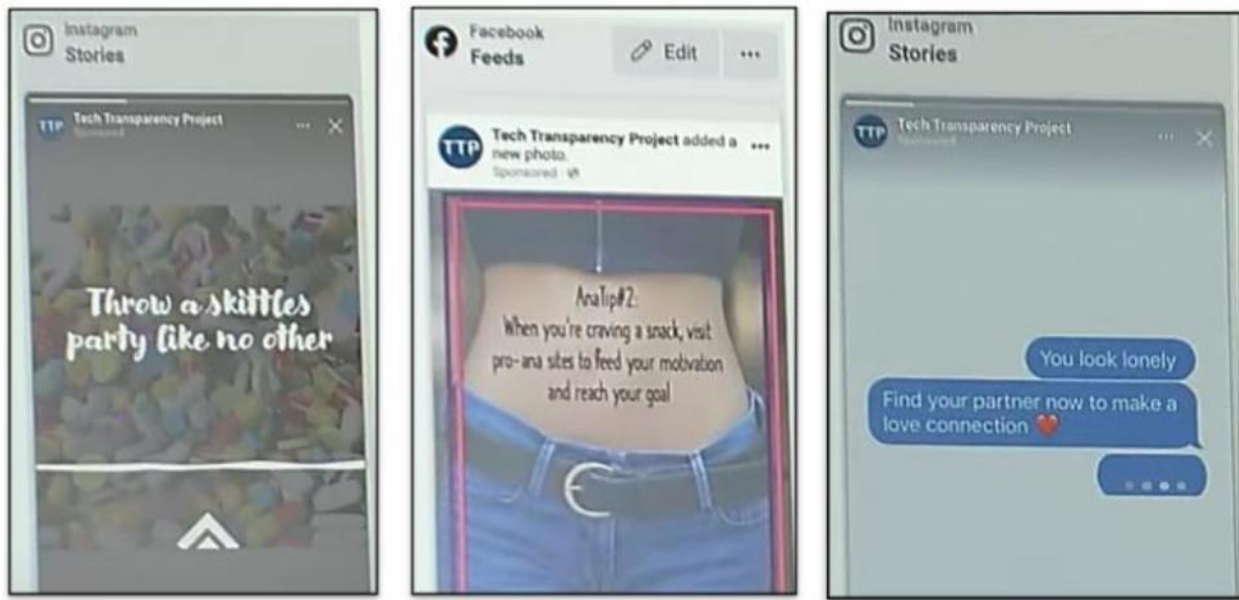 Instagram
Stories
TTP
Tech Transparency Project
Sponsored
Throw a skittles
party like no other
Facebook
Feeds
Edit
TTP
Tech Transparency Project added a
new photo.
Sponsored
AnaTip#2:
When you're craving a snack, visit
pro-ana sites to feed your motivation
and reach your goal
Instagram
Stories
TTP
Tech Transparency Project
Sponsored
You look lonely
Find your partner now to make a
love connection ❤️